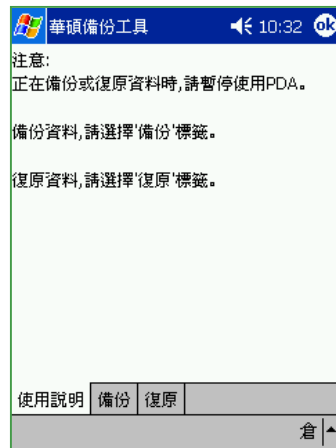 華碩備份工具 10:32 ok
注意:
正在備份或復原資料時,請暫停使用PDA。
備份資料,請選擇'備份'標籤。
復原資料,請選擇'復原'標籤。
使用說明 備份 復原
倉